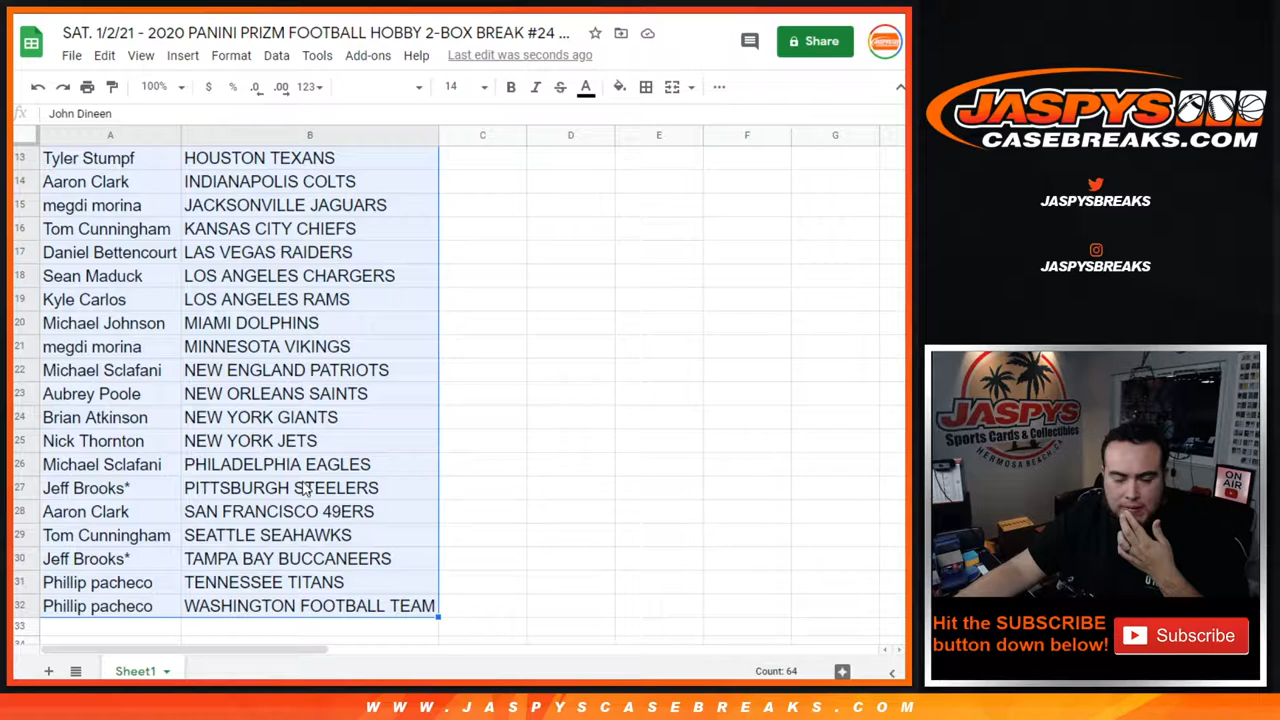 SAT. 1/2/21 - 2020 PANINI PRIZM FOOTBALL HOBBY 2-BOX BREAK #24 ...
File Edit View Insert Format Data Tools Add-ons Help Last edit was seconds ago
Share
100% $ % .0 .00 123 14 B I S A ...
fx John Dineen
A B C D E F G
13 Tyler Stumpf HOUSTON TEXANS
14 Aaron Clark INDIANAPOLIS COLTS
15 megdi morina JACKSONVILLE JAGUARS
16 Tom Cunningham KANSAS CITY CHIEFS
17 Daniel Bettencourt LAS VEGAS RAIDERS
18 Sean Maduck LOS ANGELES CHARGERS
19 Kyle Carlos LOS ANGELES RAMS
20 Michael Johnson MIAMI DOLPHINS
21 megdi morina MINNESOTA VIKINGS
22 Michael Sclafani NEW ENGLAND PATRIOTS
23 Aubrey Poole NEW ORLEANS SAINTS
24 Brian Atkinson NEW YORK GIANTS
25 Nick Thornton NEW YORK JETS
26 Michael Sclafani PHILADELPHIA EAGLES
27 Jeff Brooks* PITTSBURGH STEELERS
28 Aaron Clark SAN FRANCISCO 49ERS
29 Tom Cunningham SEATTLE SEAHAWKS
30 Jeff Brooks* TAMPA BAY BUCCANEERS
31 Phillip pacheco TENNESSEE TITANS
32 Phillip pacheco WASHINGTON FOOTBALL TEAM
33
Sheet1
Count: 64
JASPYS
CASEBREAKS.COM
JASPYSBREAKS
JASPYSBREAKS
JASPYS
Sports Cards & Collectibles
HERMOSA BEACH, CA
ON AIR
Hit the SUBSCRIBE
button down below!
Subscribe
WWW.JASPYSCASEBREAKS.COM